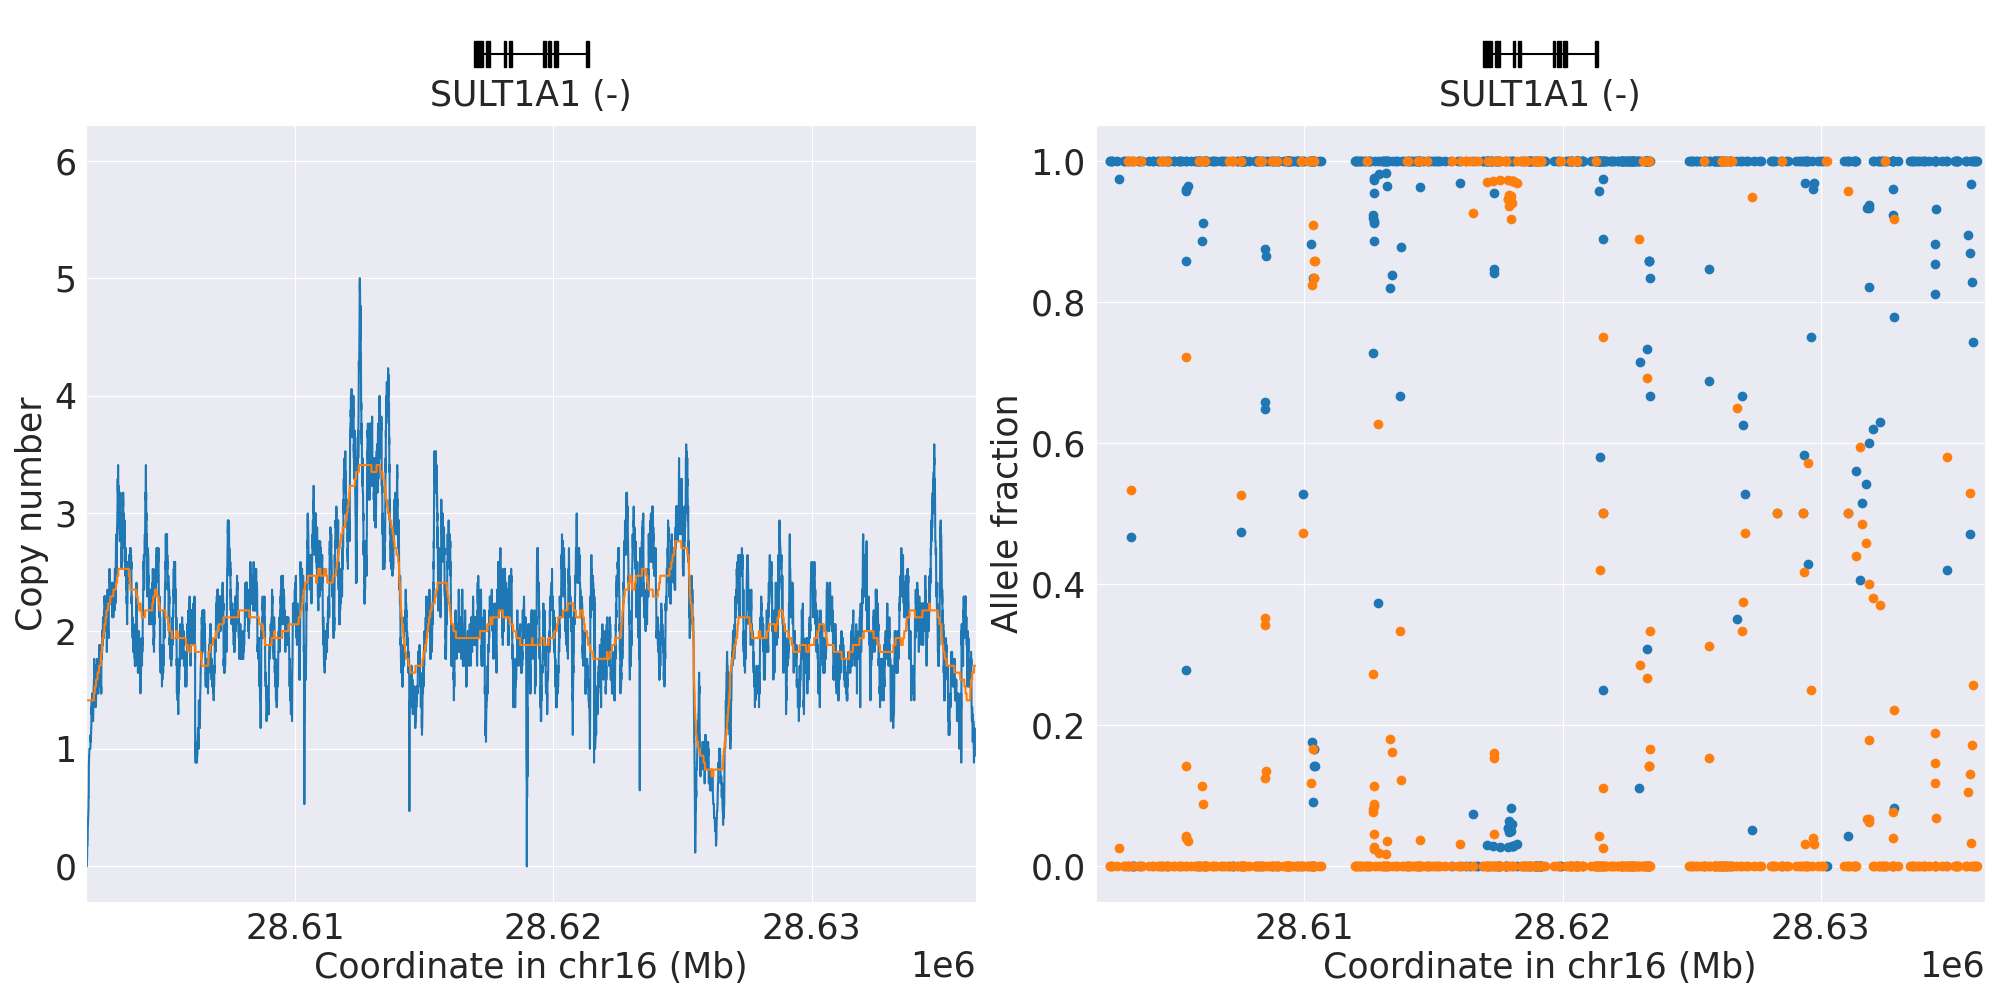 SULT1A1 (-)
6
5
4
3
2
1
0
Copy number
28.61
28.62
28.63
Coordinate in chr16 (Mb)
1e6
SULT1A1 (-)
1.0
0.8
0.6
0.4
0.2
0.0
Allele fraction
28.61
28.62
28.63
Coordinate in chr16 (Mb)
1e6